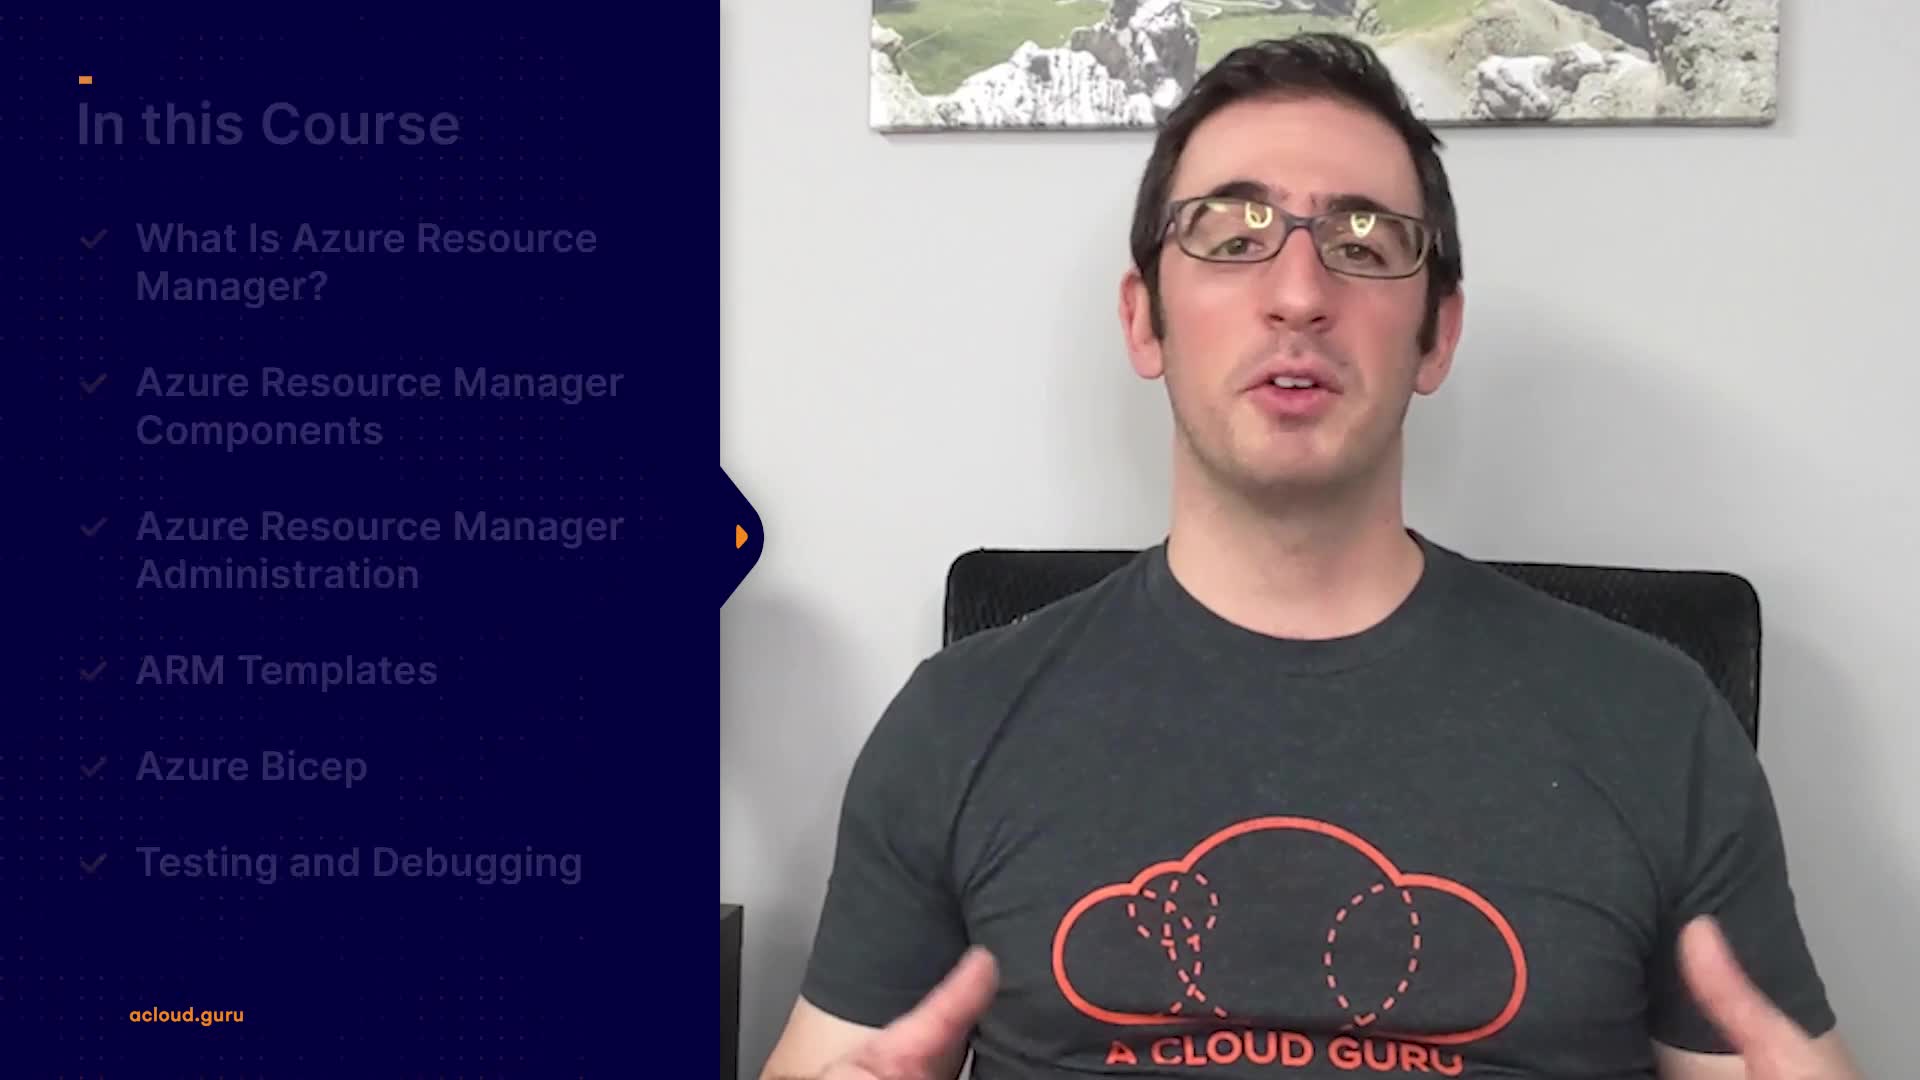 In this Course
What Is Azure Resource
Manager?
Azure Resource Manager
Components
Azure Resource Manager
Administration
ARM Templates
Azure Bicep
Testing and Debugging
acloud.guru
A CLOUD GURU